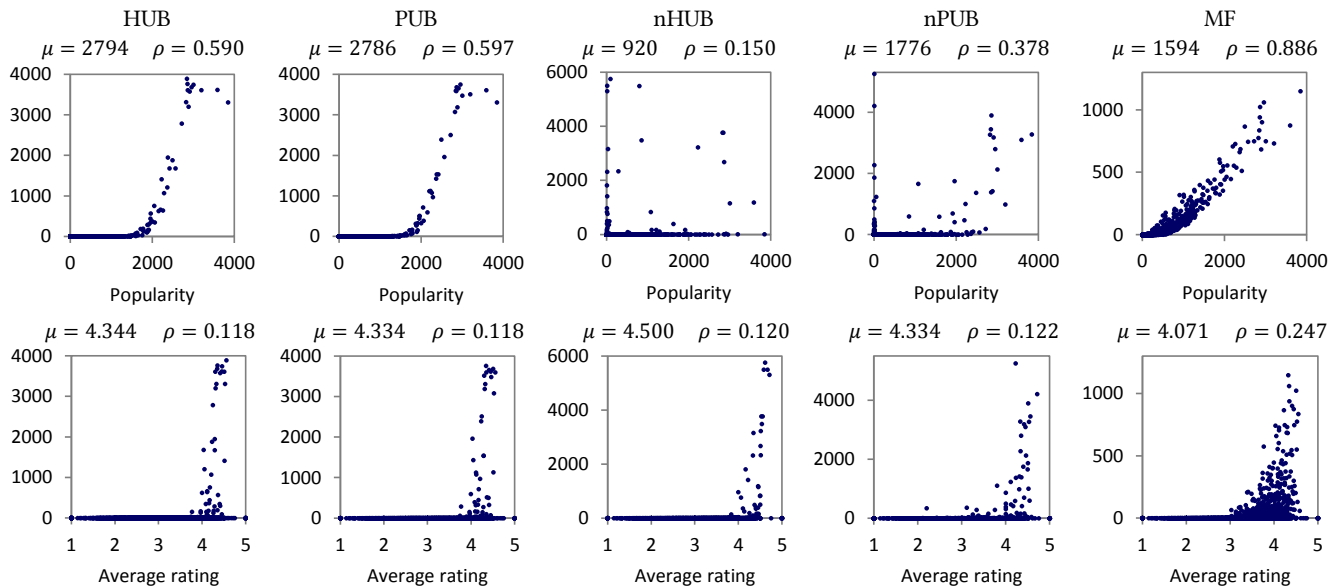 HUB PUB nHUB nPUB MF
μ = 2794 ρ = 0.590 μ = 2786 ρ = 0.597 μ = 920 ρ = 0.150 μ = 1776 ρ = 0.378 μ = 1594 ρ = 0.886
4000
3000
2000
1000
0
0 2000 4000
Popularity
4000
3000
2000
1000
0
0 2000 4000
Popularity
6000
4000
2000
0
0 2000 4000
Popularity
4000
2000
0
0 2000 4000
Popularity
1000
500
0
0 2000 4000
Popularity
μ = 4.344 ρ = 0.118 μ = 4.334 ρ = 0.118 μ = 4.500 ρ = 0.120 μ = 4.334 ρ = 0.122 μ = 4.071 ρ = 0.247
4000
3000
2000
1000
0
1 2 3 4 5
Average rating
4000
3000
2000
1000
0
1 2 3 4 5
Average rating
6000
4000
2000
0
1 2 3 4 5
Average rating
4000
2000
0
1 2 3 4 5
Average rating
1000
500
0
1 2 3 4 5
Average rating